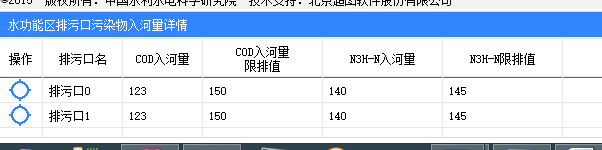 ©2015 版权所有：中国水利水电科学研究院 技术支持：北京超图软件股份有限公司
水功能区排污口污染物入河量详情
操作 排污口名 COD入河量 COD入河量 限排值 N3H-N入河量 N3H-N限排值
排污口0 123 150 140 145
排污口1 123 150 140 145